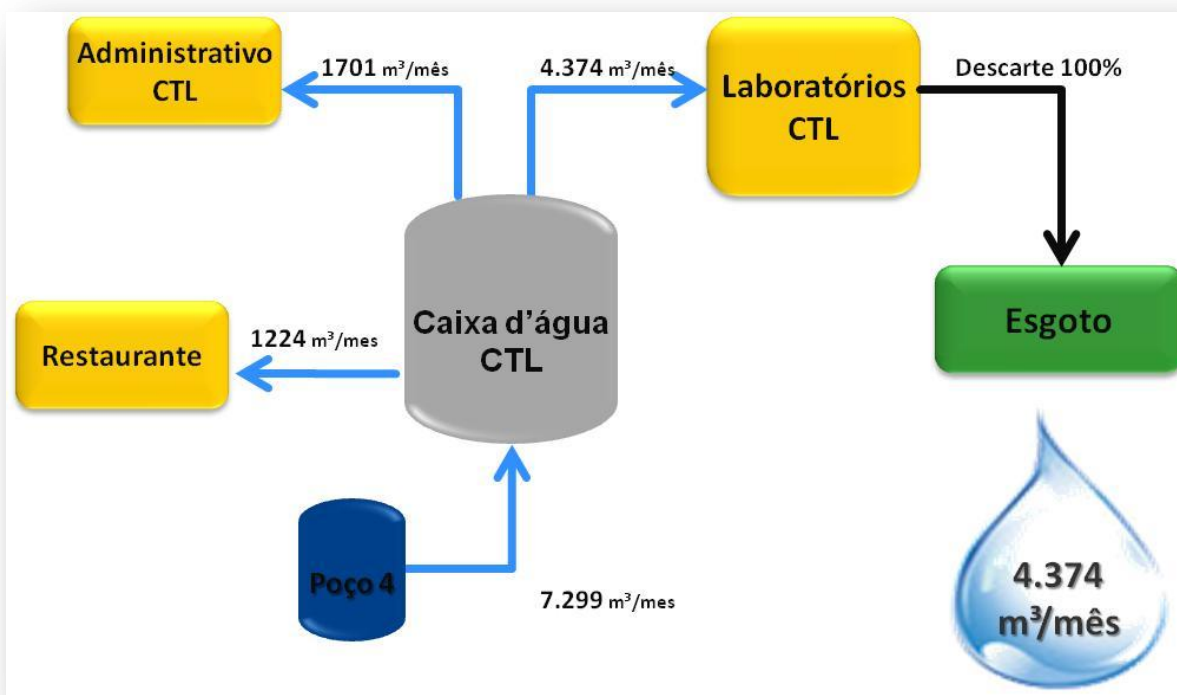 Administrativo
CTL
1701 m³/mês
4.374 m³/mês
Laboratórios
CTL
Descarte 100%
Restaurante
1224 m³/mes
Caixa d’água
CTL
Esgoto
Poço 4
7.299 m³/mes
4.374
m³/mês